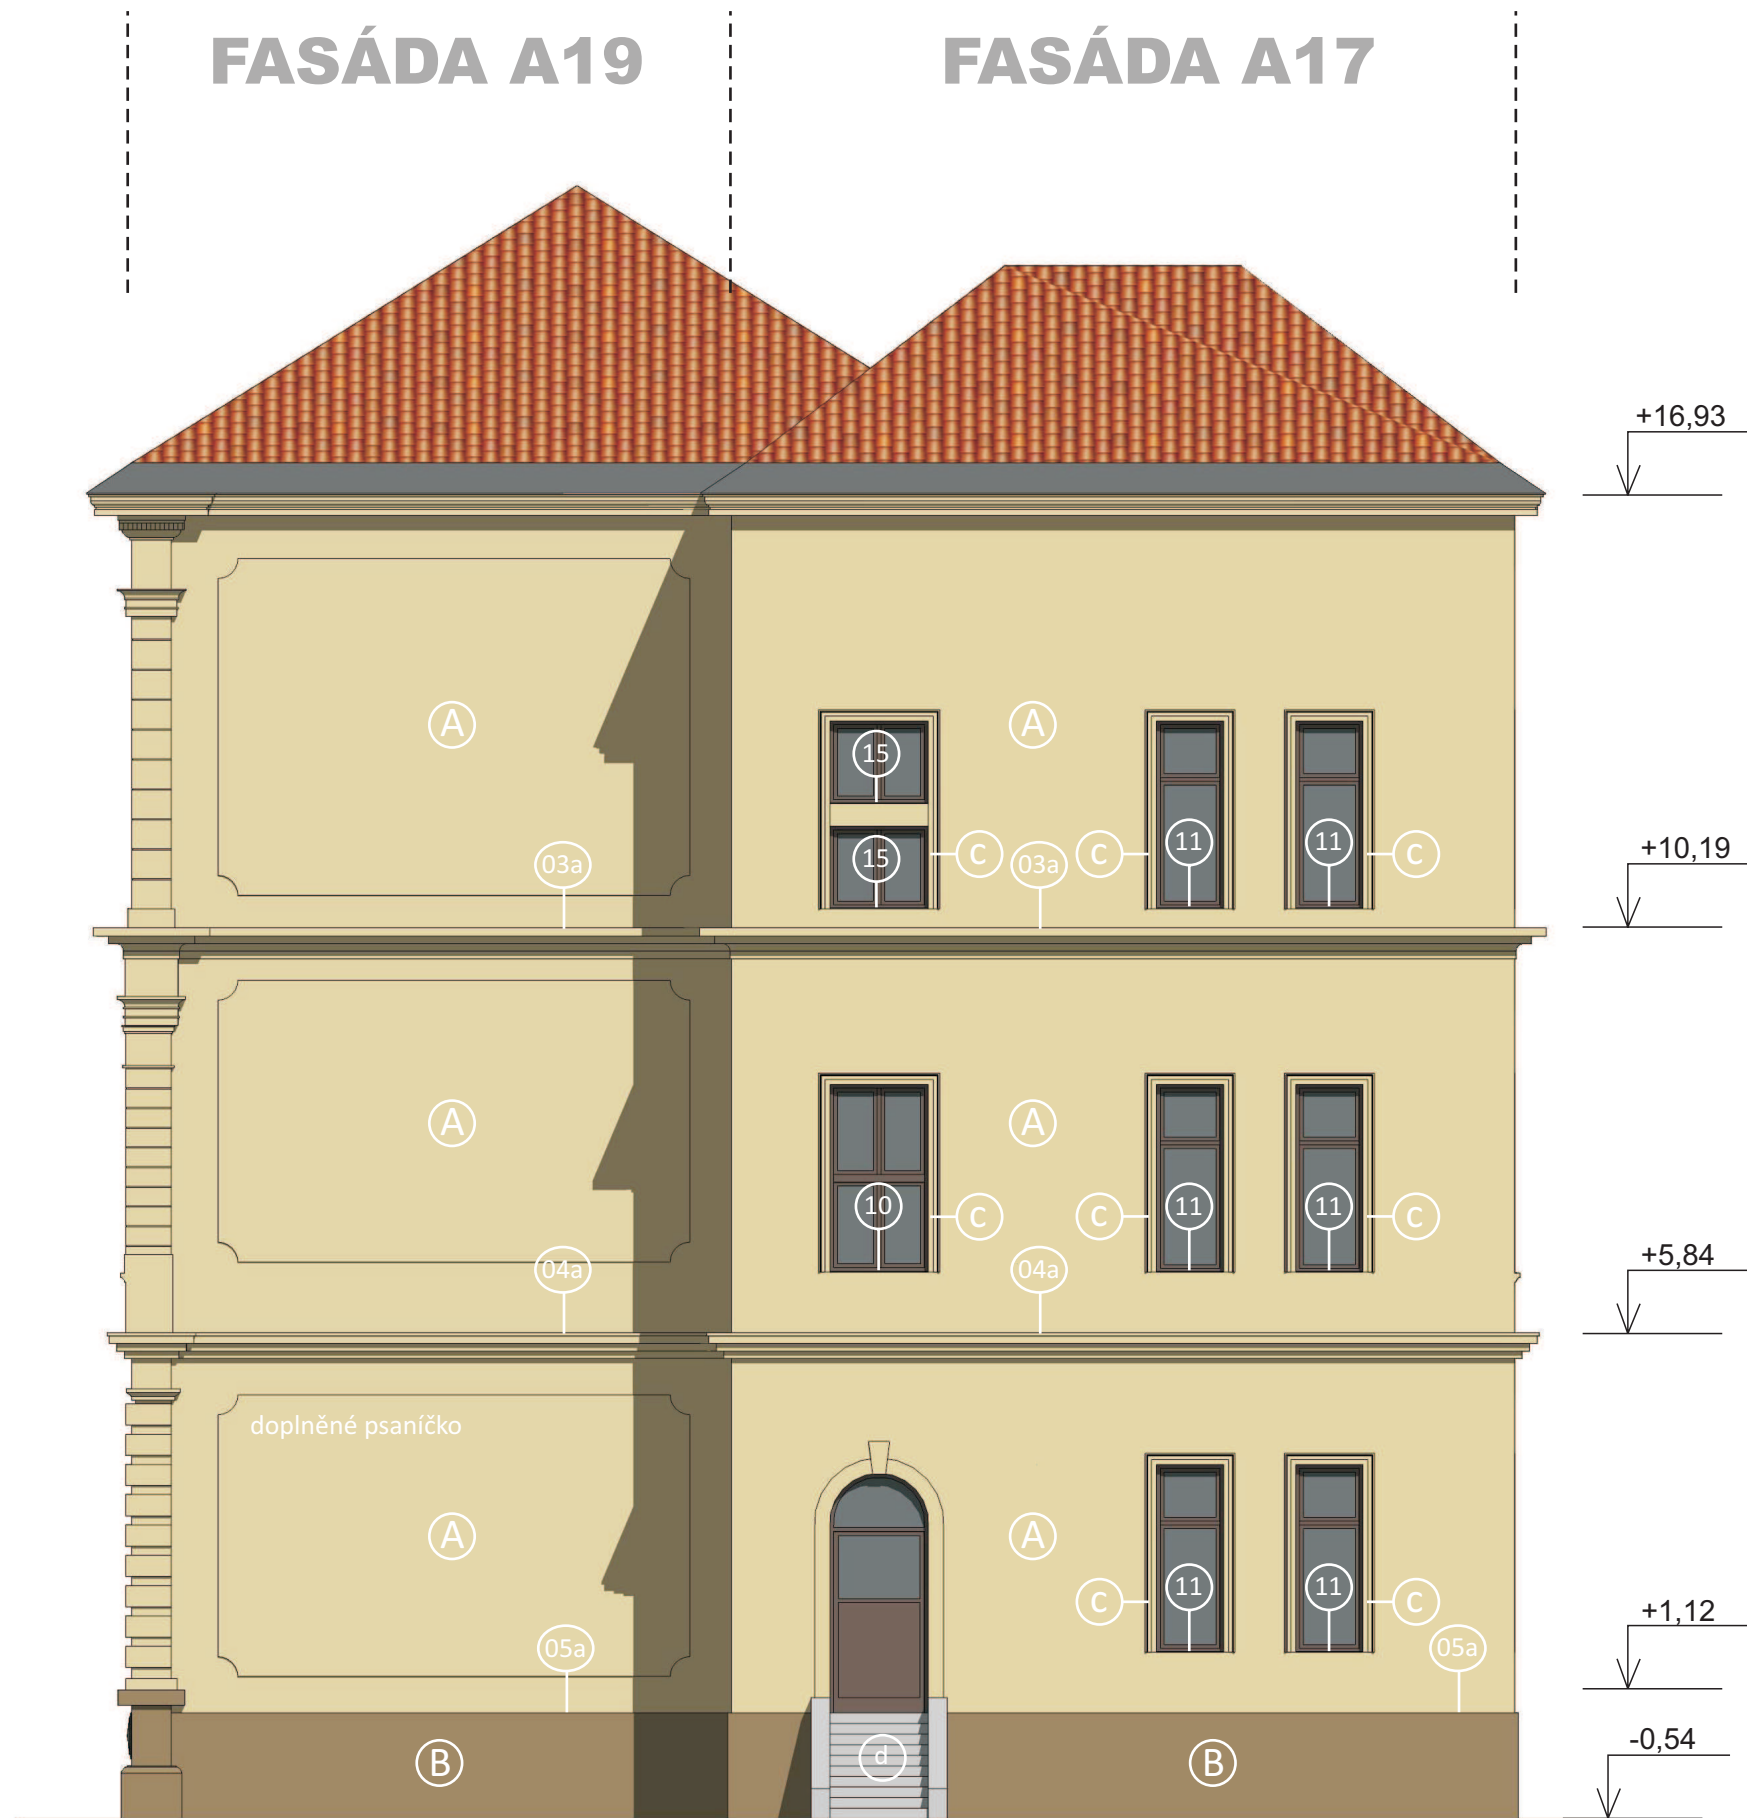 FASÁDA A19 FASÁDA A17
+16,93
A A
15
+10,19
15 C C 11 11 C
03a 03a
A A
10 C C 11 11 C
+5,84
04a 04a
doplněné psaníčko
A A
11 11
C C
+1,12
05a 05a
-0,54
B d B